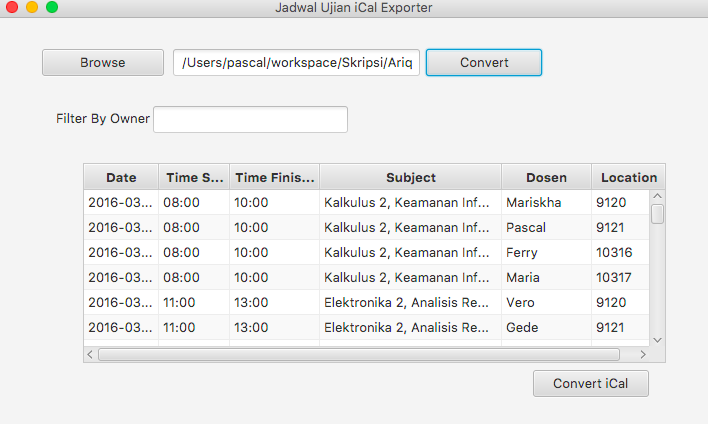 Jadwal Ujian iCal Exporter
Browse /Users/pascal/workspace/Skripsi/Ariq Convert
Filter By Owner
Date Time S... Time Finis... Subject Dosen Location
2016-03... 08:00 10:00 Kalkulus 2, Keamanan Inf... Mariskha 9120
2016-03... 08:00 10:00 Kalkulus 2, Keamanan Inf... Pascal 9121
2016-03... 08:00 10:00 Kalkulus 2, Keamanan Inf... Ferry 10316
2016-03... 08:00 10:00 Kalkulus 2, Keamanan Inf... Maria 10317
2016-03... 11:00 13:00 Elektronika 2, Analisis Re... Vero 9120
2016-03... 11:00 13:00 Elektronika 2, Analisis Re... Gede 9121
Convert iCal